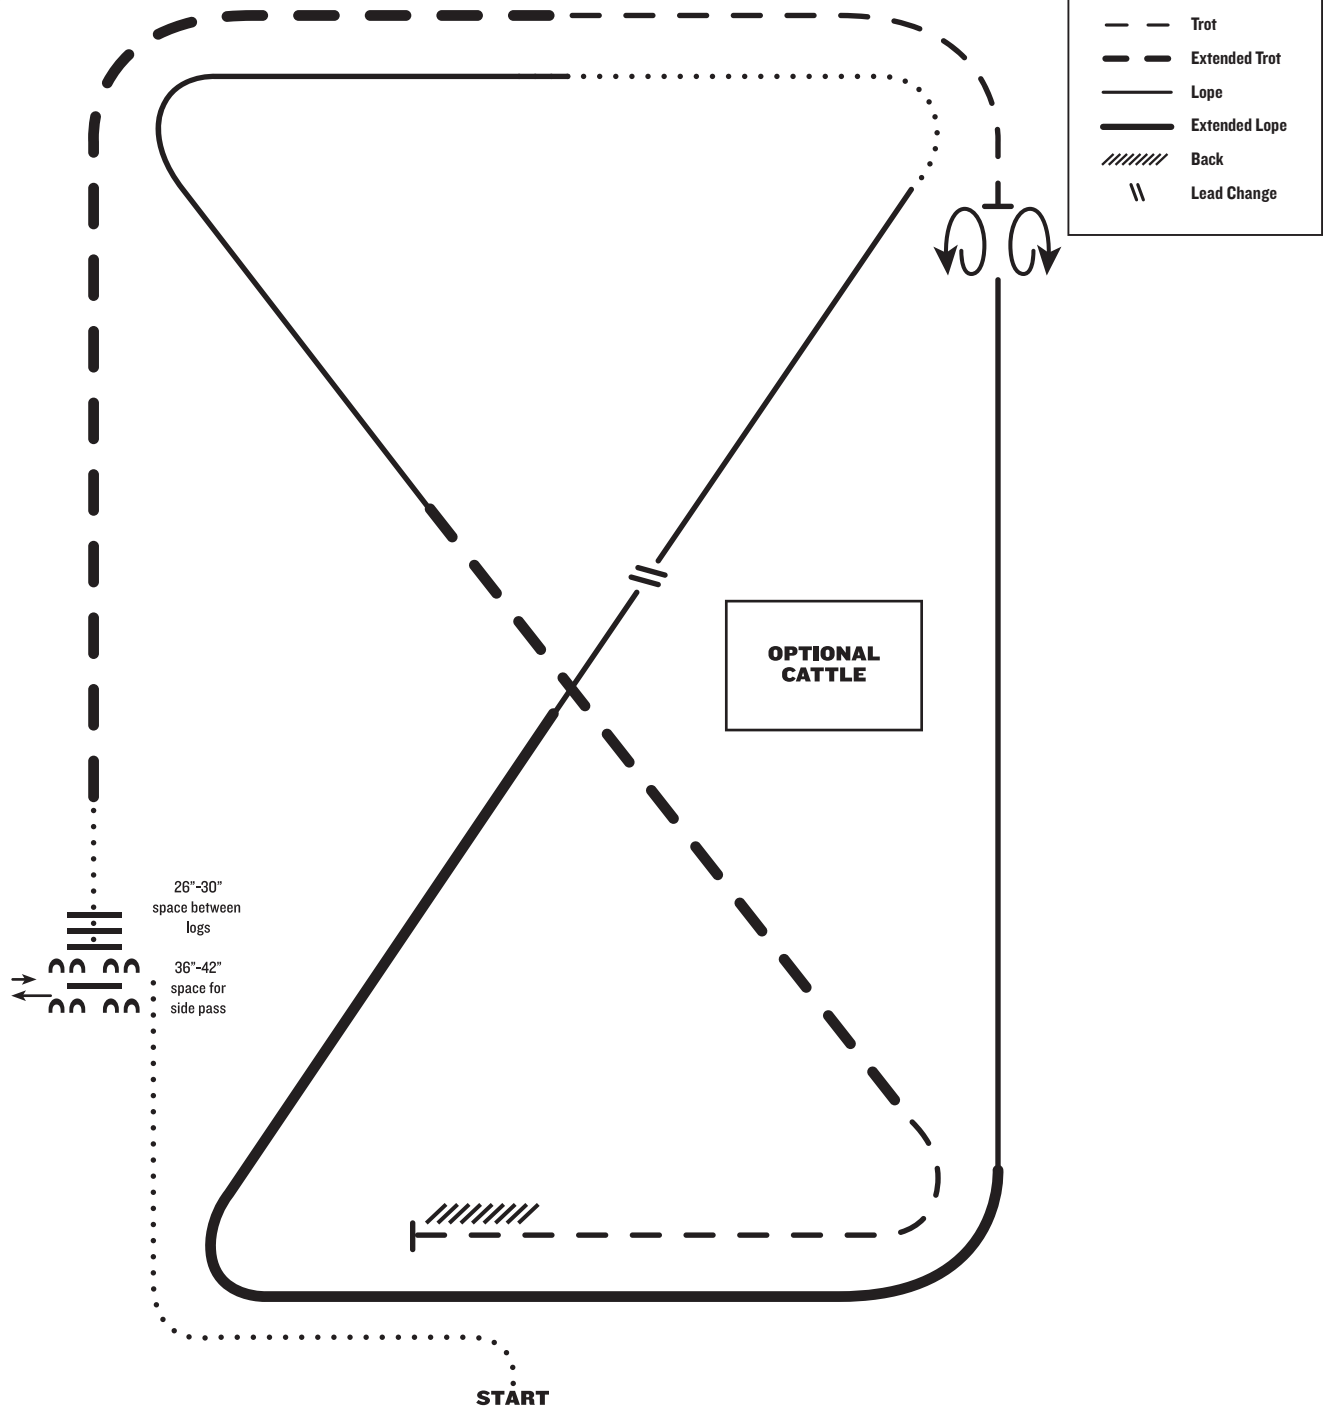 Trot
Extended Trot
Lope
Extended Lope
Back
Lead Change
OPTIONAL
CATTLE
26”-30”
space between
logs
36”-42”
space for
side pass
START